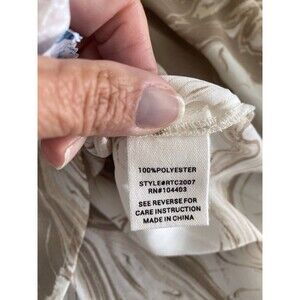 100%POLYESTER
STYLE#RTC2007
RN#104403
SEE REVERSE FOR
CARE INSTRUCTION
MADE IN CHINA